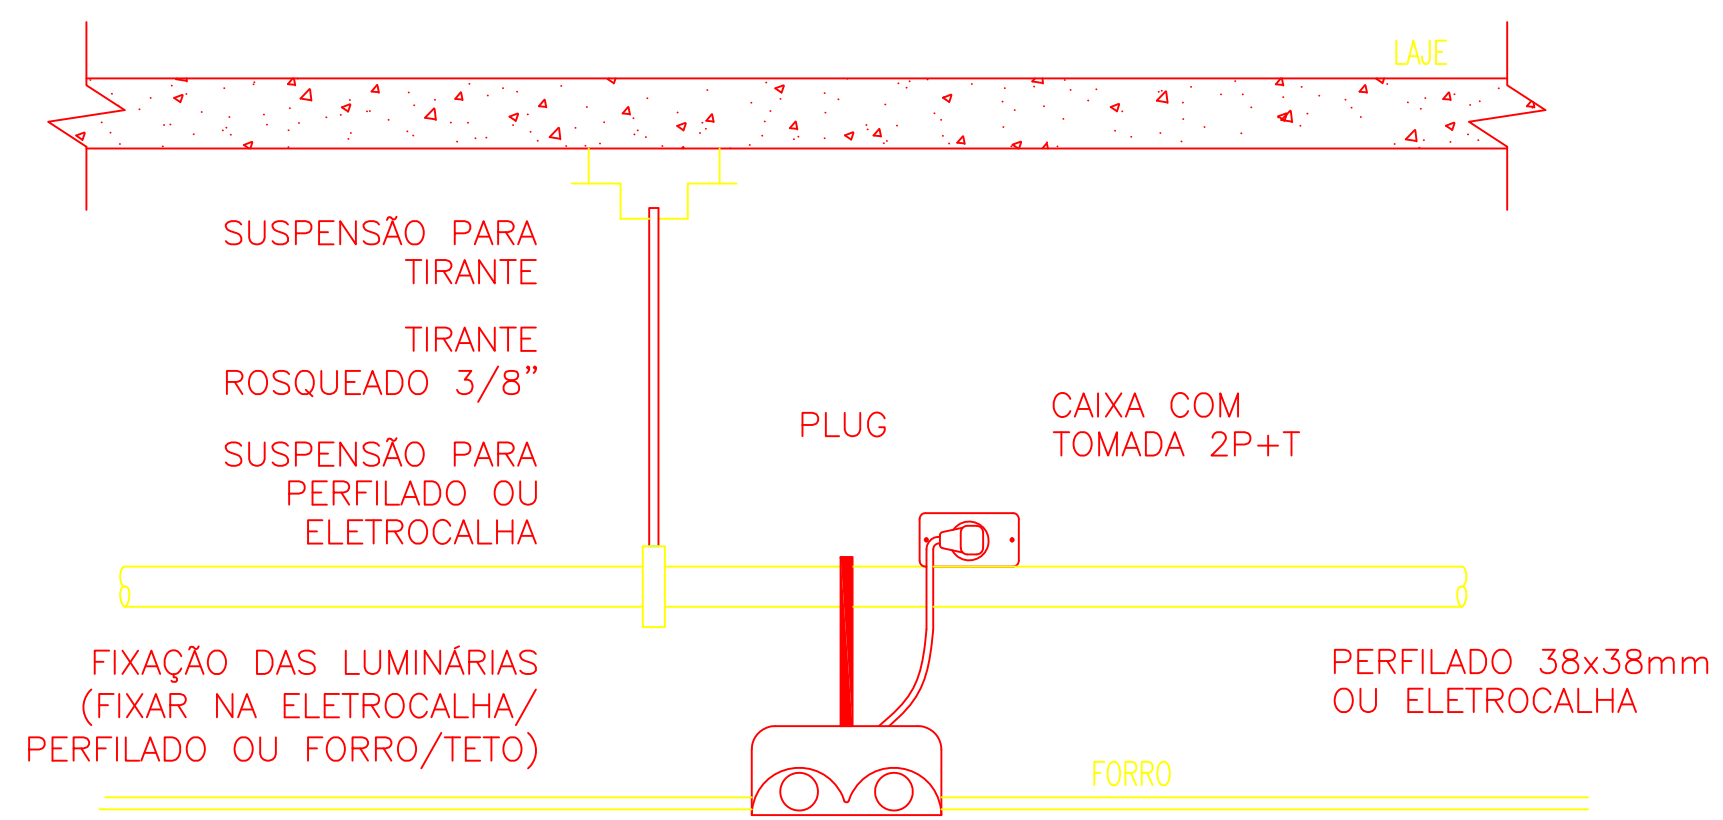 LAJE
SUSPENSÃO PARA
TIRANTE
TIRANTE
ROSQUEADO 3/8”
SUSPENSÃO PARA
PERFILADO OU
ELETROCALHA
PLUG
CAIXA COM
TOMADA 2P+T
FIXAÇÃO DAS LUMINÁRIAS
(FIXAR NA ELETROCALHA/
PERFILADO OU FORRO/TETO)
PERFILADO 38x38mm
OU ELETROCALHA
FORRO